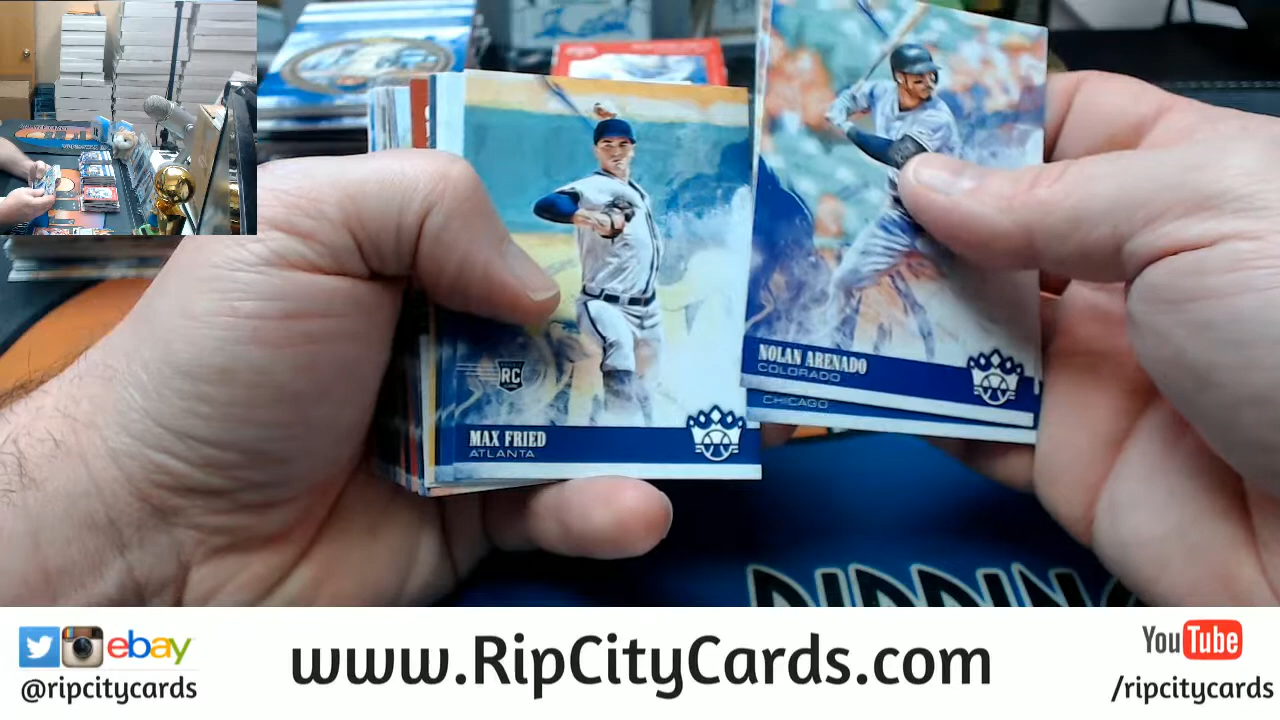 NOLAN ARENADO
COLORADO
CHICAGO
RC
MAX FRIED
ATLANTA
ebay
@ripcitycards
www.RipCityCards.com
YouTube
/ripcitycards